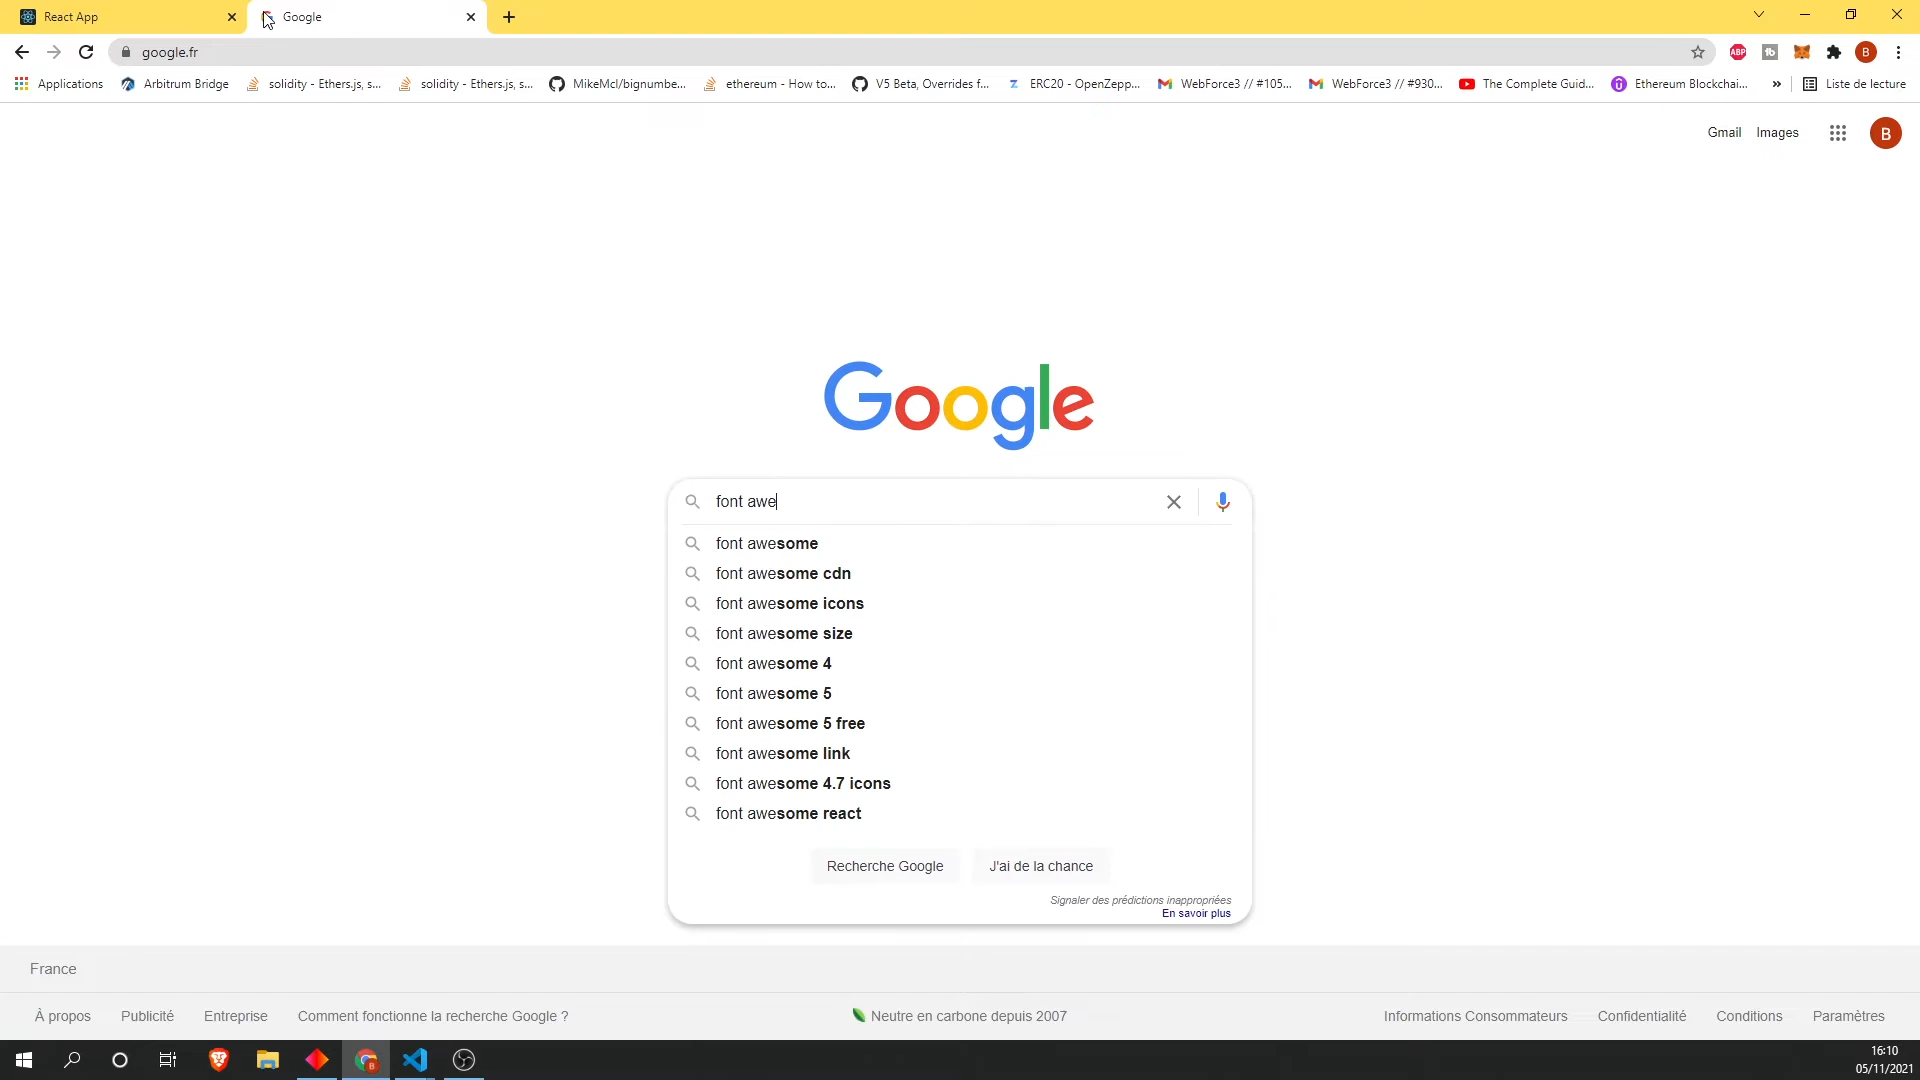 React App
Google
google.fr
ABP
B
Applications
Arbitrum Bridge
solidity - Ethers.js, s...
solidity - Ethers.js, s...
MikeMcl/bignumbe...
ethereum - How to...
V5 Beta, Overrides f...
ERC20 - OpenZepp...
WebForce3 // #105...
WebForce3 // #930...
The Complete Guid...
Ethereum Blockchai...
»
Liste de lecture
Gmail
Images
B
Google
font awe
font awesome
font awesome cdn
font awesome icons
font awesome size
font awesome 4
font awesome 5
font awesome 5 free
font awesome link
font awesome 4.7 icons
font awesome react
Recherche Google
J'ai de la chance
Signaler des prédictions inappropriées
En savoir plus
France
À propos
Publicité
Entreprise
Comment fonctionne la recherche Google ?
Neutre en carbone depuis 2007
Informations Consommateurs
Confidentialité
Conditions
Paramètres
16:10
05/11/2021